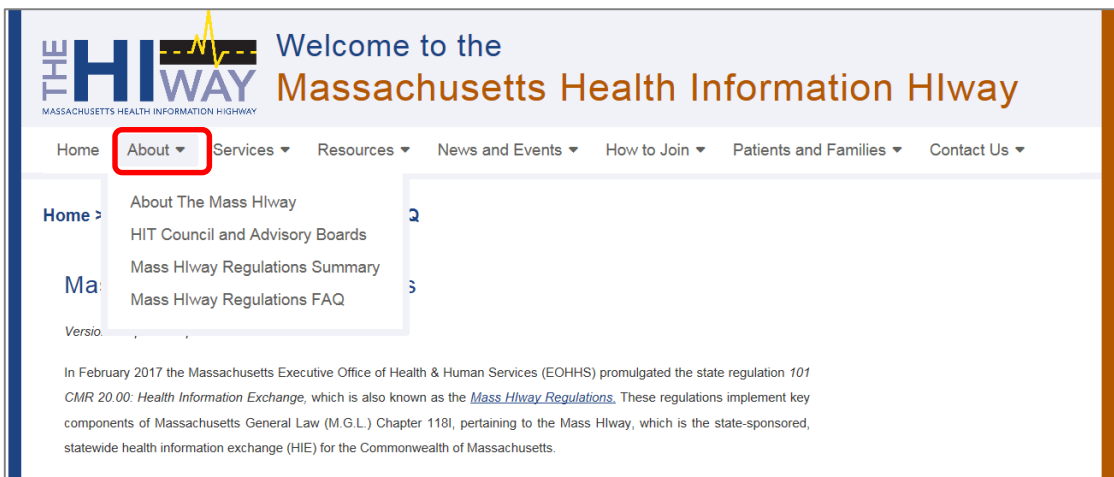 THE HIWAY
MASSACHUSETTS HEALTH INFORMATION HIGHWAY
Welcome to the
Massachusetts Health Information HIway
Home About Services Resources News and Events How to Join Patients and Families Contact Us
About The Mass HIway
Home > Q
HIT Council and Advisory Boards
Mass HIway Regulations Summary
Ma s
Mass HIway Regulations FAQ
Versio
In February 2017 the Massachusetts Executive Office of Health & Human Services (EOHHS) promulgated the state regulation 101
CMR 20.00: Health Information Exchange, which is also known as the Mass HIway Regulations. These regulations implement key
components of Massachusetts General Law (M.G.L.) Chapter 118I, pertaining to the Mass HIway, which is the state-sponsored,
statewide health information exchange (HIE) for the Commonwealth of Massachusetts.